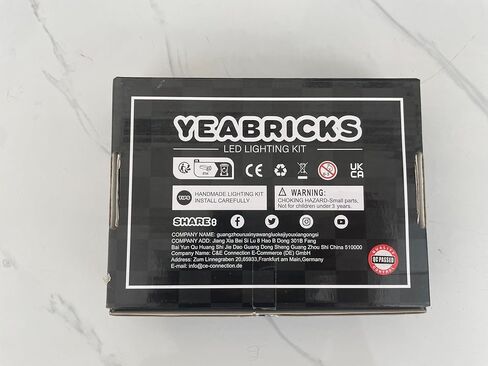 YEABRICKS
LED LIGHTING KIT
CE
UK
CA
HANDMADE LIGHTING KIT
INSTALL CAREFULLY
WARNING:
CHOKING HAZARD-Small parts,
Not for children under 3 years.
SHARE
COMPANY NAME: guangzhouruixinyawangluokejiyouxiangongsi
COMPANY ADD: Jiang Xia Bei Si Lu 8 Hao B Dong 301B Fang
Bai Yun Qu Huang Shi Jie Dao Guang Dong Sheng Guang Zhou Shi China 510000
Company Name: C&E Connection E-Commerce (DE) GmbH
Address: Zum Linnegraben 20,65933,Frankfurt am Main,Germany
E-mail: info@ce-connection.de
QUALITY
QC PASSED
CONTROL